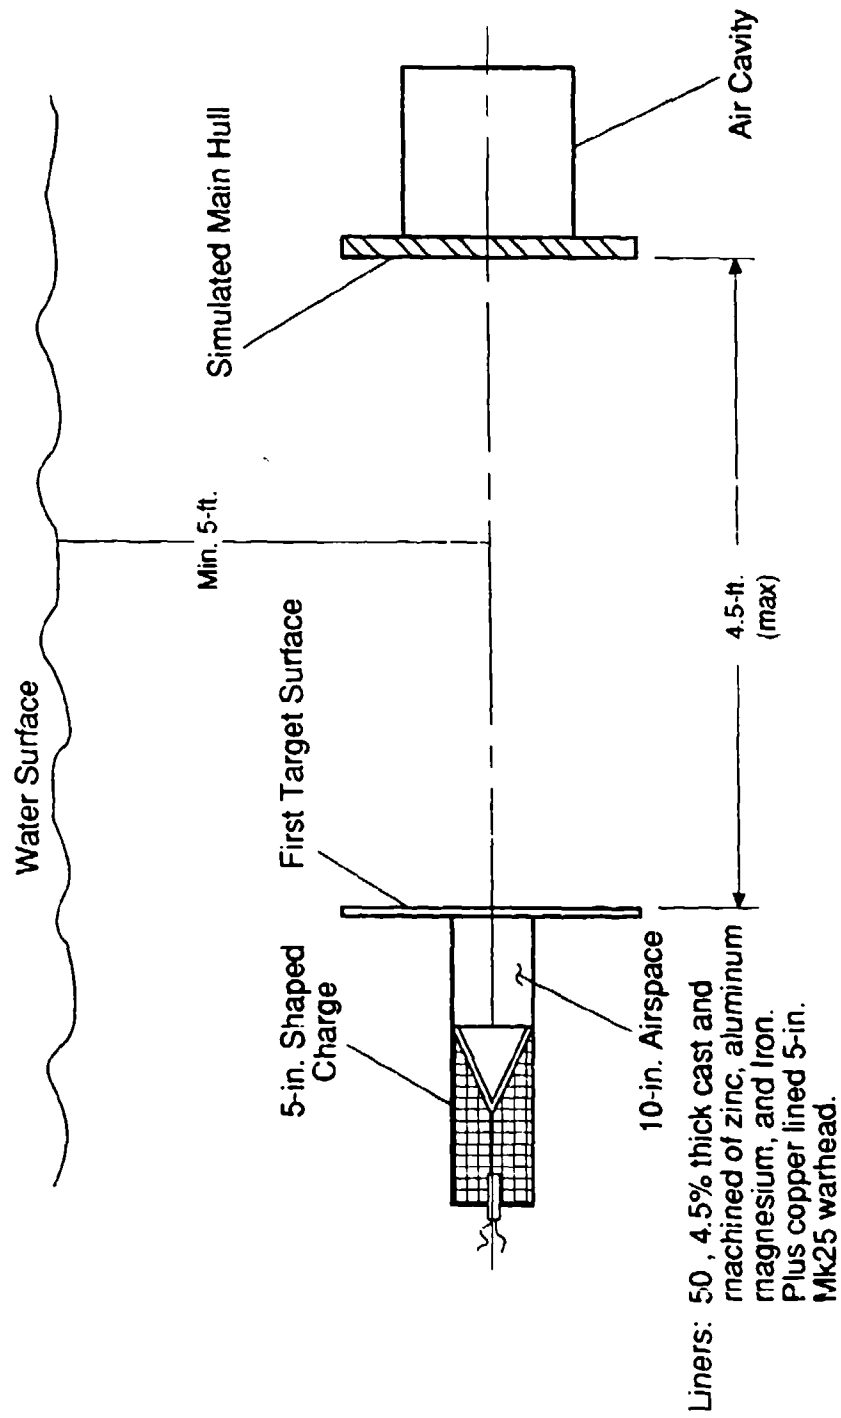 Water Surface
Min. 5-ft.
Simulated Main Hull
First Target Surface
5-in. Shaped
Charge
10-in. Airspace
4.5-ft.
(max)
Air Cavity
Liners: 50 , 4.5% thick cast and
machined of zinc, aluminum
magnesium, and Iron.
Plus copper lined 5-in.
Mk25 warhead.